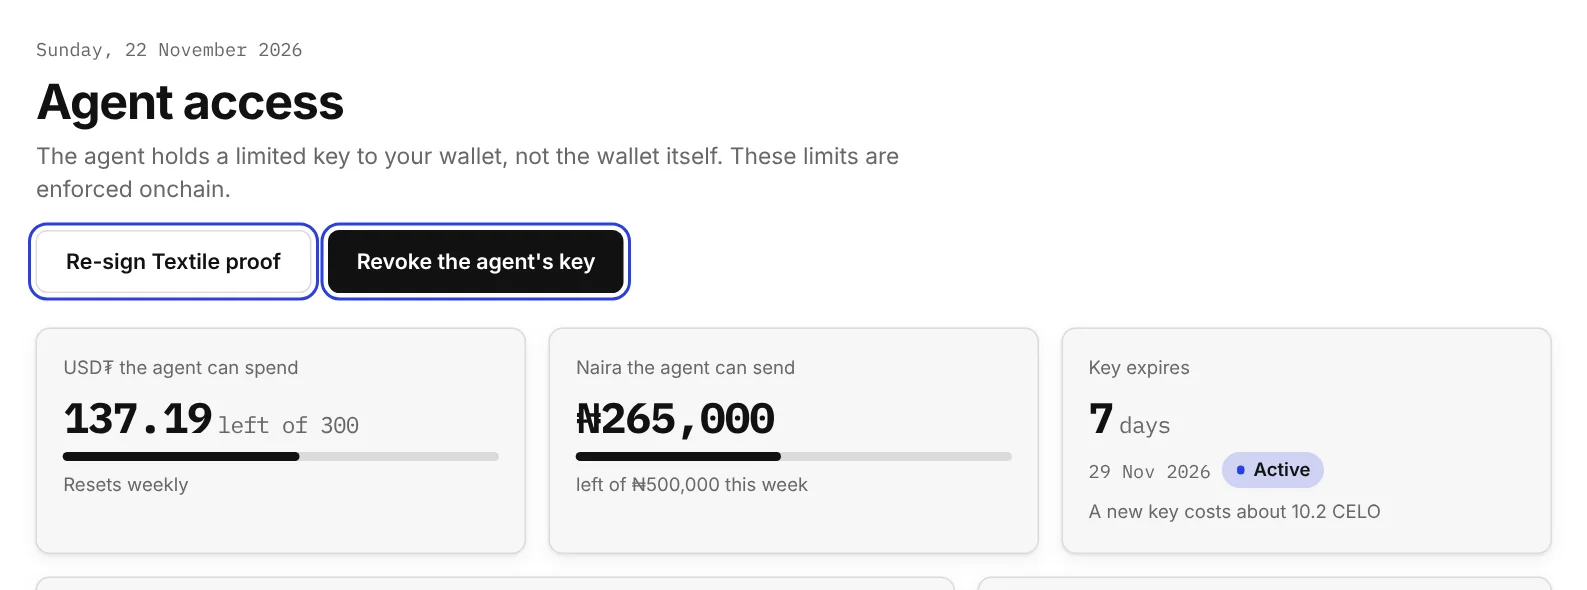 Sunday, 22 November 2026
Agent access
The agent holds a limited key to your wallet, not the wallet itself. These limits are
enforced onchain.
Re-sign Textile proof
Revoke the agent's key
USD₮ the agent can spend
137.19 left of 300
Resets weekly
Naira the agent can send
₦265,000
left of ₦500,000 this week
Key expires
7 days
29 Nov 2026 Active
A new key costs about 10.2 CELO